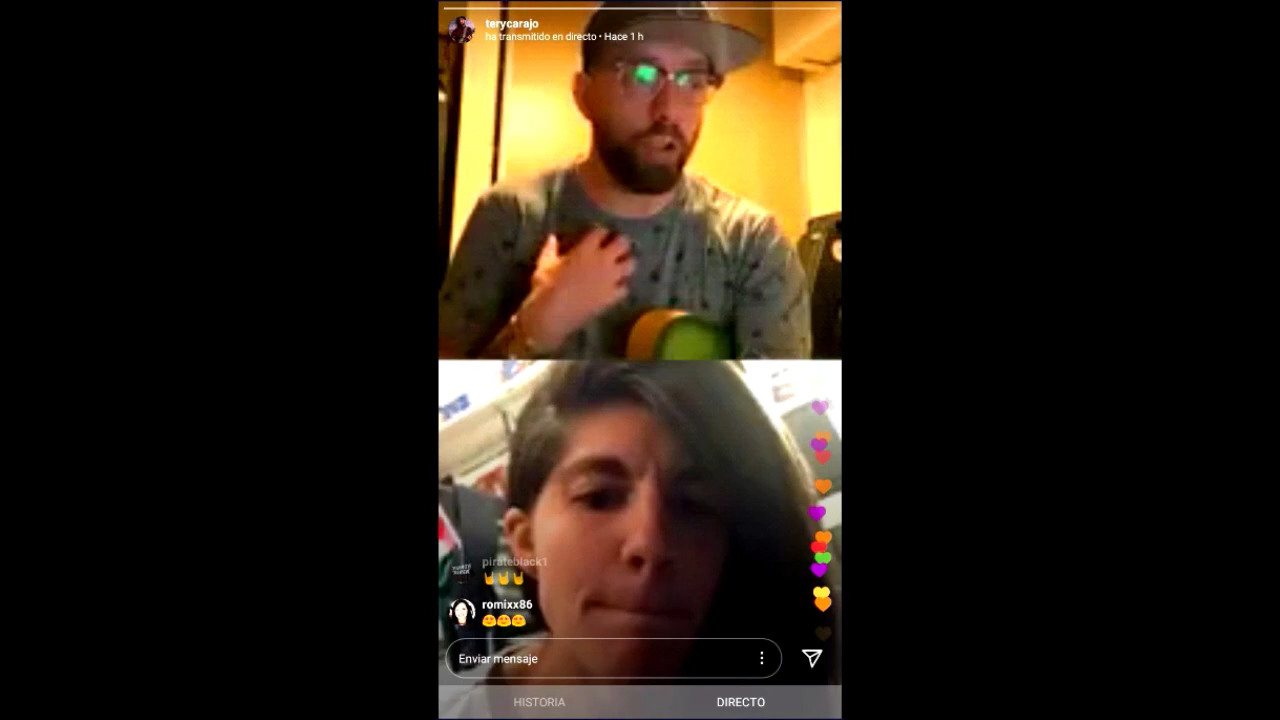 terycarajo
ha transmitido en directo • Hace 1 h
pirateblack1
romixx86
Enviar mensaje
HISTORIA
DIRECTO